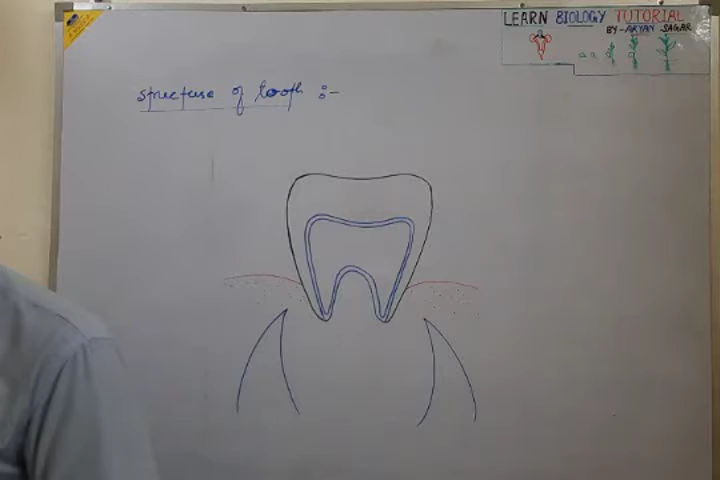 LEARN BIOLOGY TUTORIAL
BY-ARYAN SAGAR
structure of tooth :-